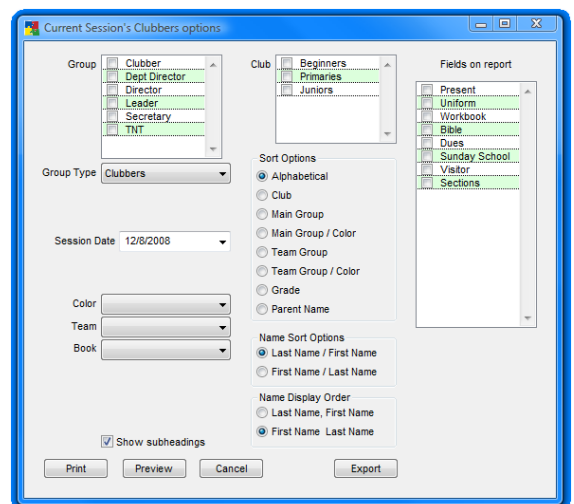 Current Session's Clubbers options
Group
Clubber
Dept Director
Director
Leader
Secretary
TNT
Group Type
Clubbers
Session Date
12/8/2008
Color
Team
Book
Show subheadings
Club
Beginners
Primaries
Juniors
Sort Options
Alphabetical
Club
Main Group
Main Group / Color
Team Group
Team Group / Color
Grade
Parent Name
Name Sort Options
Last Name / First Name
First Name / Last Name
Name Display Order
Last Name, First Name
First Name Last Name
Fields on report
Present
Uniform
Workbook
Bible
Dues
Sunday School
Visitor
Sections
Print
Preview
Cancel
Export